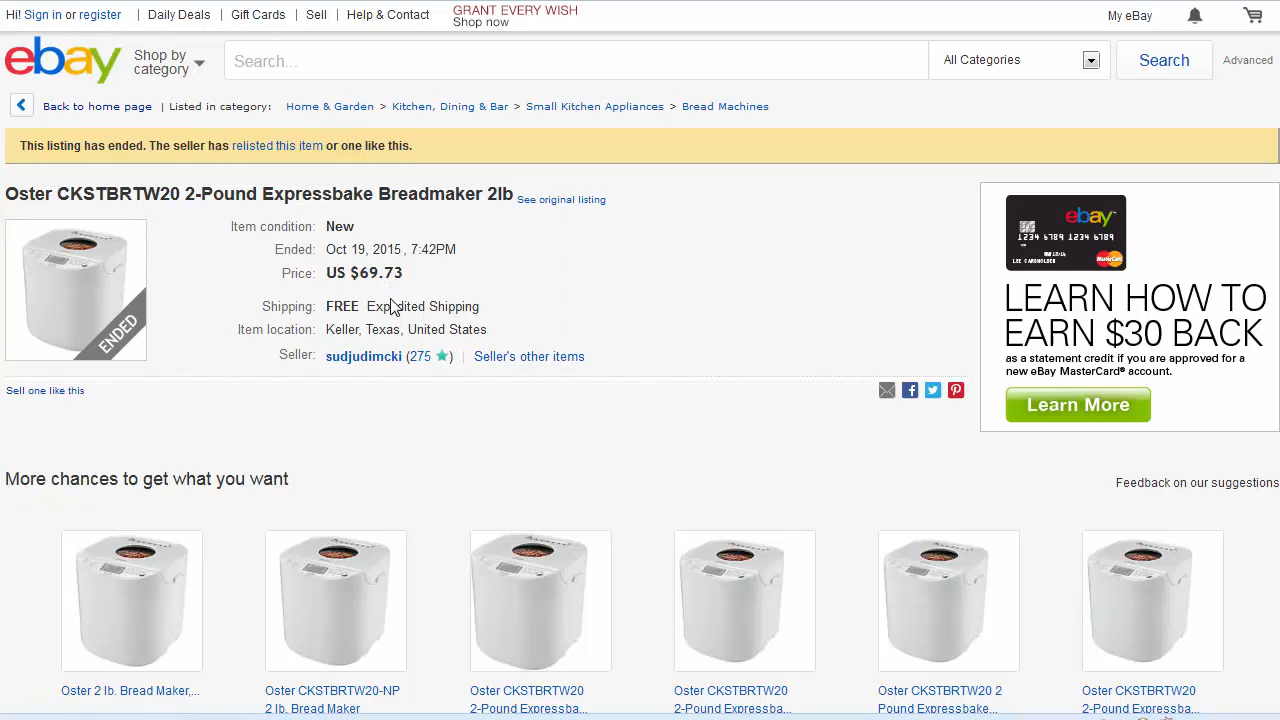 Hi! Sign in or register | Daily Deals | Gift Cards | Sell | Help & Contact
GRANT EVERY WISH
Shop now
My eBay
ebay
Shop by category
Search...
All Categories
Search
Advanced
Back to home page | Listed in category: Home & Garden > Kitchen, Dining & Bar > Small Kitchen Appliances > Bread Machines
This listing has ended. The seller has relisted this item or one like this.
Oster CKSTBRTW20 2-Pound Expressbake Breadmaker 2lb See original listing
ENDED
Item condition: New
Ended: Oct 19, 2015 , 7:42PM
Price: US $69.73
Shipping: FREE Expedited Shipping
Item location: Keller, Texas, United States
Seller: sudjudimcki (275) | Seller's other items
Sell one like this
ebay
1234 6789 1234 6789
LEE CARDHOLDER
MasterCard
LEARN HOW TO
EARN $30 BACK
as a statement credit if you are approved for a
new eBay MasterCard® account.
Learn More
More chances to get what you want
Feedback on our suggestions
Oster 2 lb. Bread Maker,...
Oster CKSTBRTW20-NP
2 lb. Bread Maker
Oster CKSTBRTW20
2-Pound Expressba...
Oster CKSTBRTW20
2-Pound Expressba...
Oster CKSTBRTW20 2
Pound Expressbake...
Oster CKSTBRTW20
2-Pound Expressba...